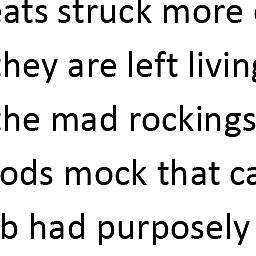 eats struck more
they are left living
the mad rockings
ods mock that ca
b had purposely